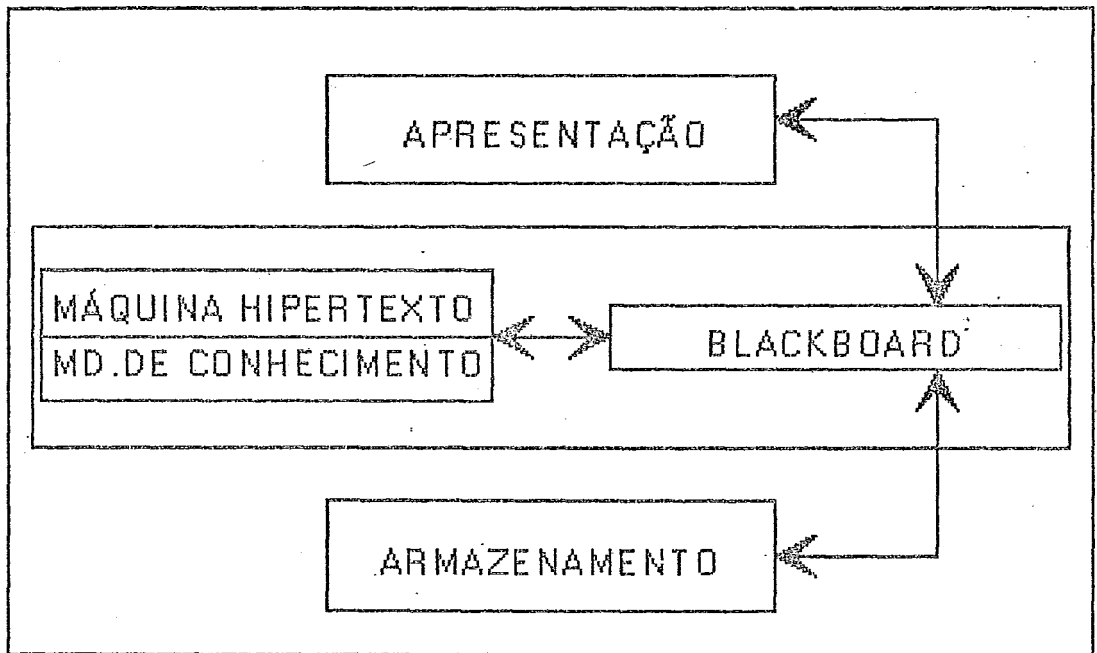 APRESENTAÇÃO
MÁQUINA HIPERTEXTO
MD.DE CONHECIMENTO
BLACKBOARD
ARMAZENAMENTO